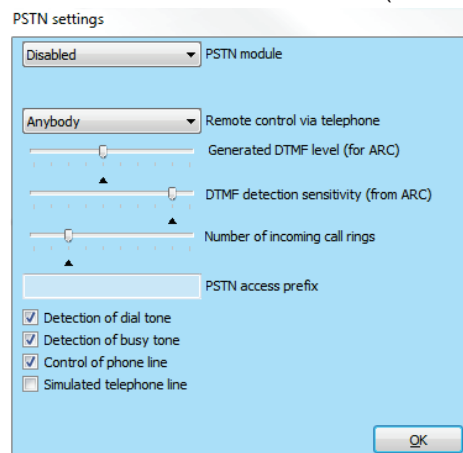 PSTN settings
Disabled PSTN module
Anybody Remote control via telephone
Generated DTMF level (for ARC)
DTMF detection sensitivity (from ARC)
Number of incoming call rings
PSTN access prefix
Detection of dial tone
Detection of busy tone
Control of phone line
Simulated telephone line
OK